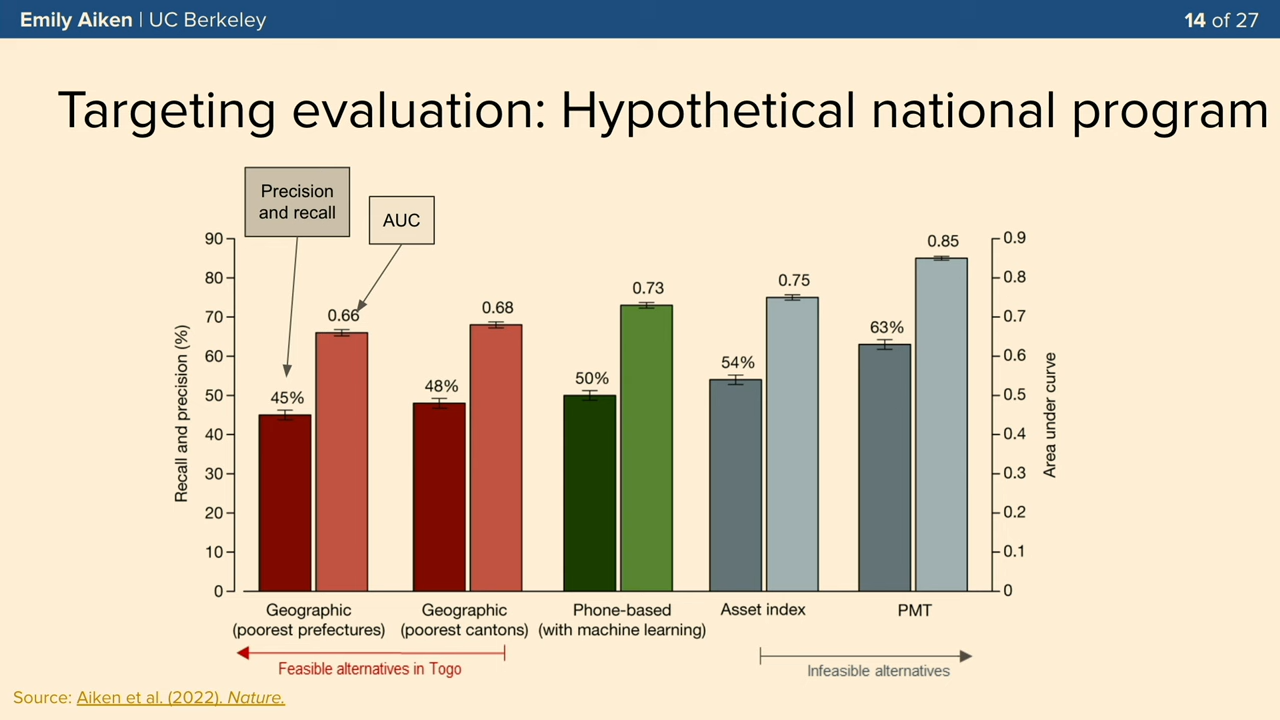 Emily Aiken | UC Berkeley
14 of 27
Targeting evaluation: Hypothetical national program
Precision
and recall
AUC
Recall and precision (%)
90
80
70
60
50
40
30
20
10
0
45%
0.66
48%
0.68
50%
0.73
54%
0.75
63%
0.85
0.9
0.8
0.7
0.6
0.5
0.4
0.3
0.2
0.1
0
Area under curve
Geographic
(poorest prefectures)
Geographic
(poorest cantons)
Phone-based
(with machine learning)
Asset index
PMT
Feasible alternatives in Togo
Infeasible alternatives
Source: Aiken et al. (2022). Nature.